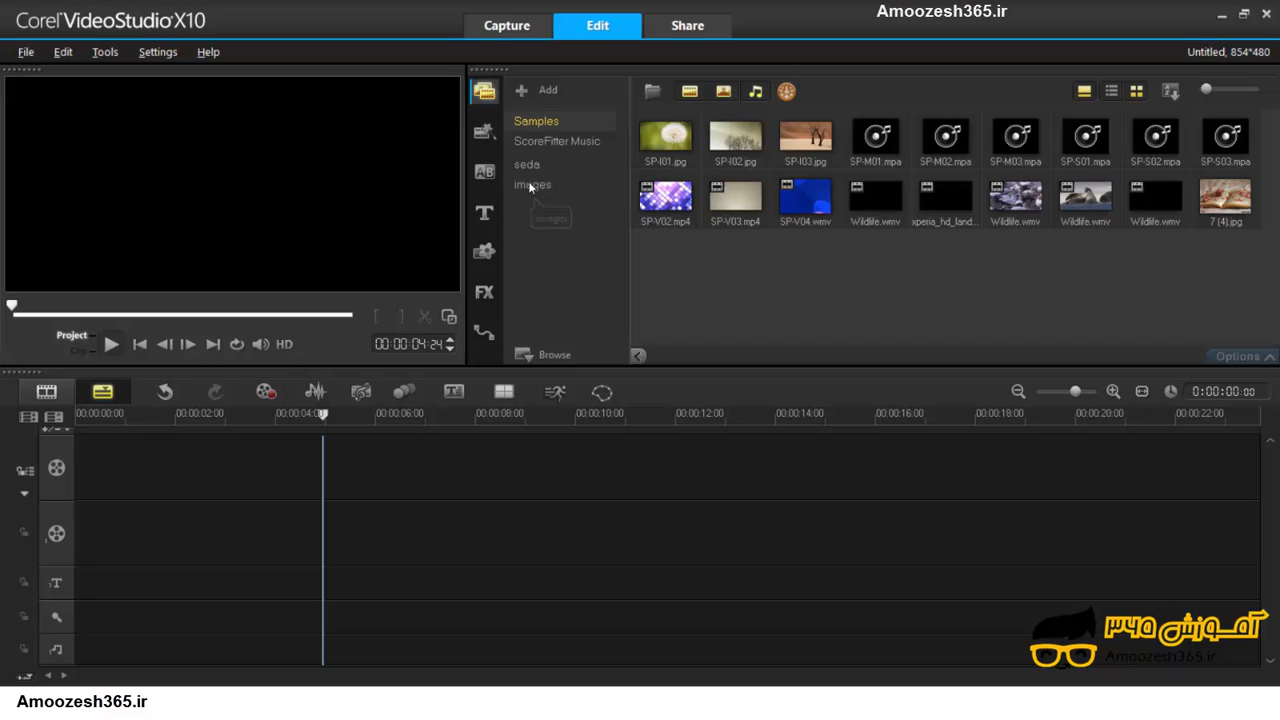 Corel VideoStudio X10
Capture
Edit
Share
Amoozesh365.ir
File
Edit
Tools
Settings
Help
Untitled, 854*480
Add
Samples
ScoreFitter Music
seda
images
images
SP-I01.jpg
SP-I02.jpg
SP-I03.jpg
SP-M01.mpa
SP-M02.mpa
SP-M03.mpa
SP-S01.mpa
SP-S02.mpa
SP-S03.mpa
SP-V02.mp4
SP-V03.mp4
SP-V04.wmv
Wildlife.wmv
xperia_hd_land...
Wildlife.wmv
Wildlife.wmv
Wildlife.wmv
7 (4).jpg
Project
Clip
HD
00:00:04:24
AB
T
FX
Browse
Options
0:00:00:00
00:00:00:00
00:00:02:00
00:00:04:00
00:00:06:00
00:00:08:00
00:00:10:00
00:00:12:00
00:00:14:00
00:00:16:00
00:00:18:00
00:00:20:00
00:00:22:00
1
1T
آموزش ۳۶۵
Amoozesh365.ir
Amoozesh365.ir